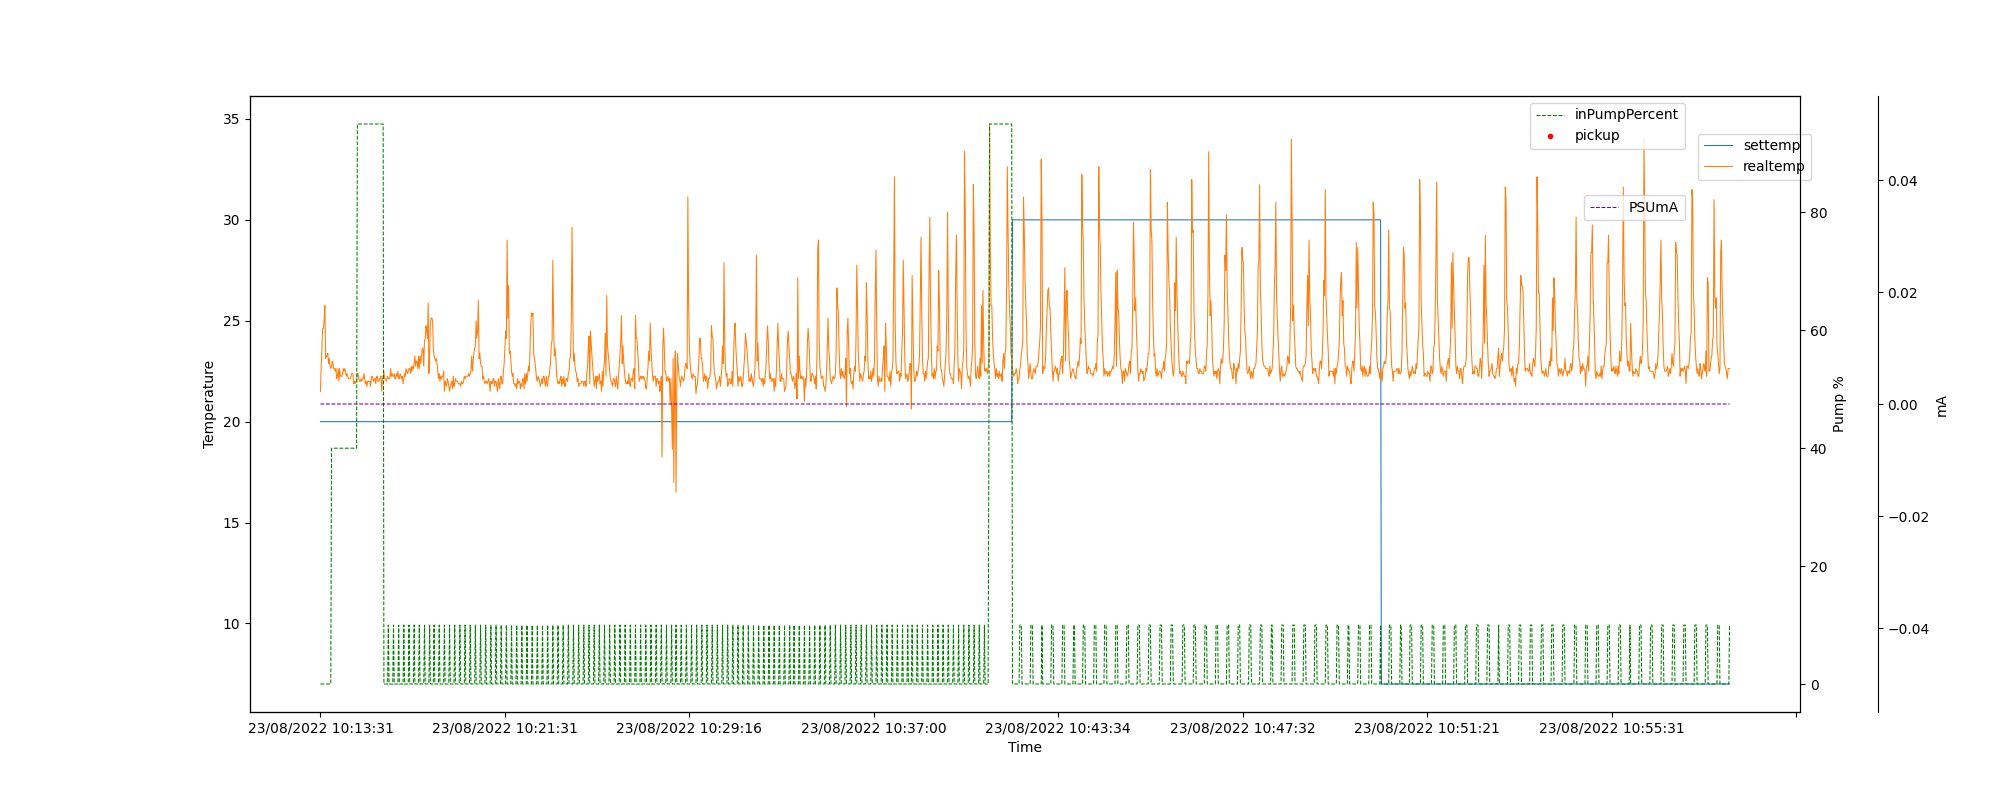 inPumpPercent
pickup
settemp
realtemp
PSUmA
35
30
25
20
15
10
Temperature
80
60
40
20
0
Pump %
0.04
0.02
0.00
−0.02
−0.04
mA
23/08/2022 10:13:31
23/08/2022 10:21:31
23/08/2022 10:29:16
23/08/2022 10:37:00
23/08/2022 10:43:34
23/08/2022 10:47:32
23/08/2022 10:51:21
23/08/2022 10:55:31
Time